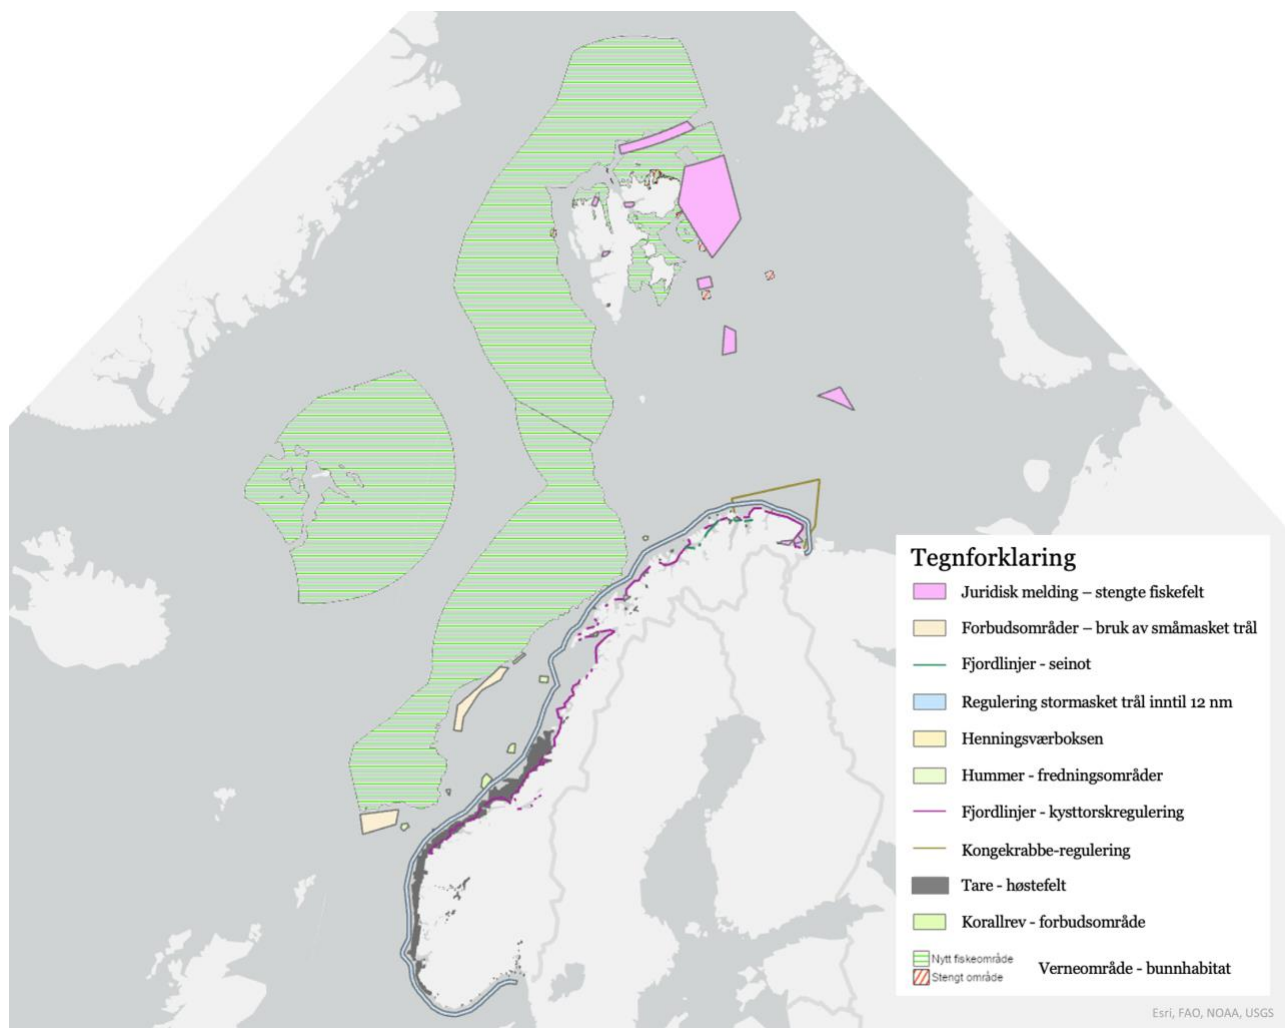 Tegnforklaring
Juridisk melding – stengte fiskefelt
Forbudsområder – bruk av småmasket trål
Fjordlinjer - seinot
Regulering stormasket trål inntil 12 nm
Henningsværboksen
Hummer - fredningsområder
Fjordlinjer - kysttorskregulering
Kongekrabbe-regulering
Tare - høstefelt
Korallrev - forbudsområde
Nytt fiskeområde
Stengt område
Verneområde - bunnhabitat
Esri, FAO, NOAA, USGS